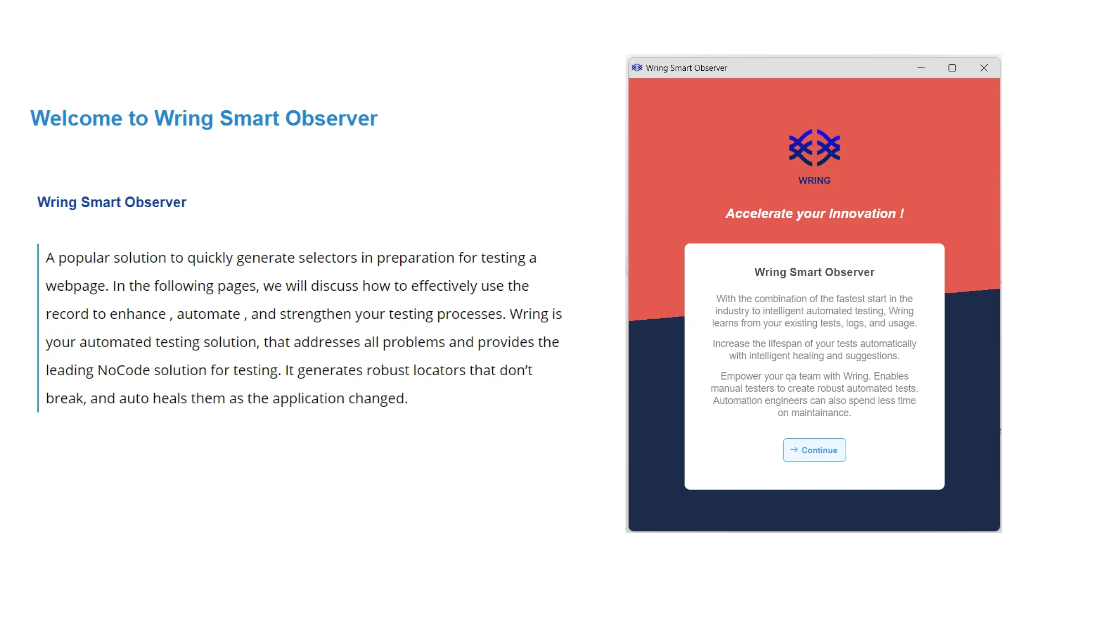 Welcome to Wring Smart Observer
Wring Smart Observer
A popular solution to quickly generate selectors in preparation for testing a
webpage. In the following pages, we will discuss how to effectively use the
record to enhance , automate , and strengthen your testing processes. Wring is
your automated testing solution, that addresses all problems and provides the
leading NoCode solution for testing. It generates robust locators that don’t
break, and auto heals them as the application changed.
Wring Smart Observer
WRING
Accelerate your Innovation !
Wring Smart Observer
With the combination of the fastest start in the
industry to intelligent automated testing, Wring
learns from your existing tests, logs, and usage.
Increase the lifespan of your tests automatically
with intelligent healing and suggestions.
Empower your qa team with Wring. Enables
manual testers to create robust automated tests.
Automation engineers can also spend less time
on maintainance.
Continue